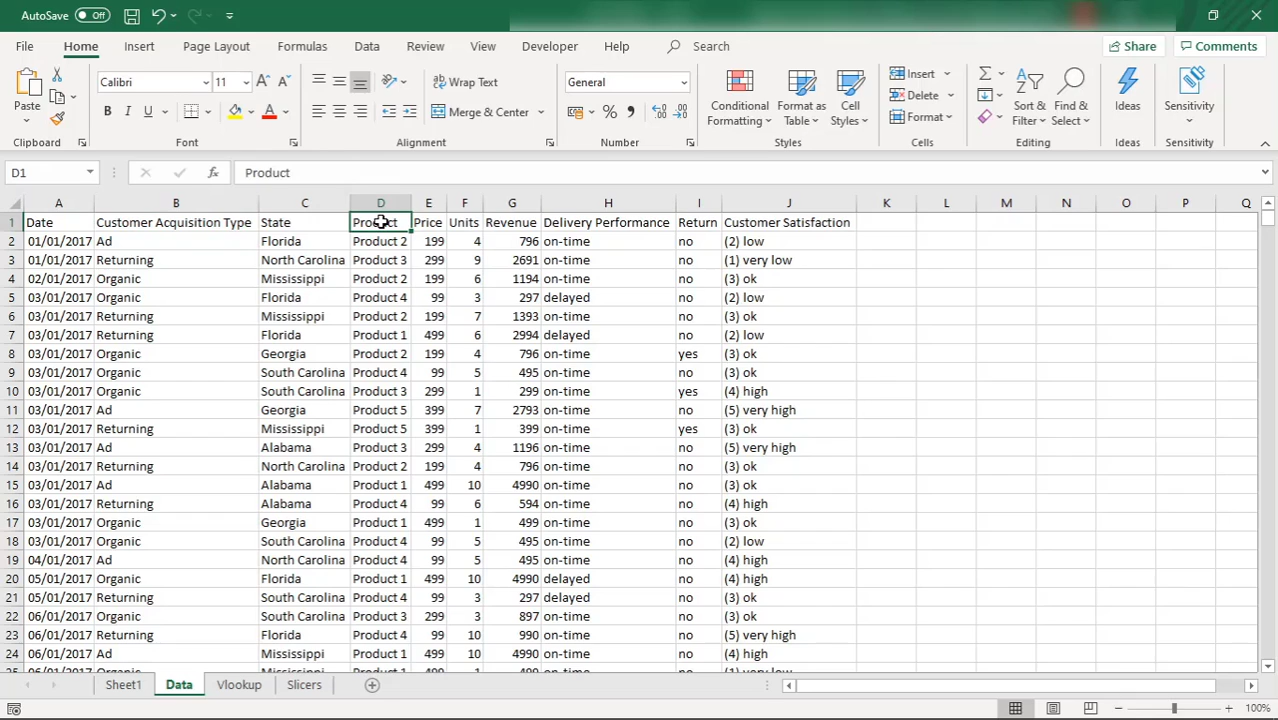 AutoSave Off
File Home Insert Page Layout Formulas Data Review View Developer Help Search Share Comments
Paste Calibri 11 Wrap Text Merge & Center General Conditional Formatting Format as Table Cell Styles Insert Delete Format Sort & Filter Find & Select Ideas Sensitivity
Clipboard Font Alignment Number Styles Cells Editing Ideas Sensitivity
D1 fx Product
A B C D E F G H I J K L M N O P Q
1 Date Customer Acquisition Type State Product Price Units Revenue Delivery Performance Return Customer Satisfaction
2 01/01/2017 Ad Florida Product 2 199 4 796 on-time no (2) low
3 01/01/2017 Returning North Carolina Product 3 299 9 2691 on-time no (1) very low
4 02/01/2017 Organic Mississippi Product 2 199 6 1194 on-time no (3) ok
5 03/01/2017 Organic Florida Product 4 99 3 297 delayed no (2) low
6 03/01/2017 Returning Mississippi Product 2 199 7 1393 on-time no (3) ok
7 03/01/2017 Returning Florida Product 1 499 6 2994 delayed no (2) low
8 03/01/2017 Organic Georgia Product 2 199 4 796 on-time yes (3) ok
9 03/01/2017 Organic South Carolina Product 4 99 5 495 on-time no (3) ok
10 03/01/2017 Organic South Carolina Product 3 299 1 299 on-time yes (4) high
11 03/01/2017 Ad Georgia Product 5 399 7 2793 on-time no (5) very high
12 03/01/2017 Returning Mississippi Product 5 399 1 399 on-time yes (3) ok
13 03/01/2017 Ad Alabama Product 3 299 4 1196 on-time no (5) very high
14 03/01/2017 Returning North Carolina Product 2 199 4 796 on-time no (3) ok
15 03/01/2017 Ad Alabama Product 1 499 10 4990 on-time no (3) ok
16 03/01/2017 Returning Alabama Product 4 99 6 594 on-time no (4) high
17 03/01/2017 Organic Georgia Product 1 499 1 499 on-time no (3) ok
18 03/01/2017 Organic South Carolina Product 4 99 5 495 on-time no (2) low
19 04/01/2017 Ad North Carolina Product 4 99 5 495 on-time no (4) high
20 05/01/2017 Organic Florida Product 1 499 10 4990 delayed no (4) high
21 05/01/2017 Returning South Carolina Product 4 99 3 297 delayed no (3) ok
22 06/01/2017 Organic South Carolina Product 3 299 3 897 on-time no (3) ok
23 06/01/2017 Returning Florida Product 4 99 10 990 on-time no (5) very high
24 06/01/2017 Ad Mississippi Product 1 499 10 4990 on-time no (4) high
25 06/01/2017 Organic Mississippi Product 1 499 1 499 on-time no (1) very low
Sheet1 Data Vlookup Slicers
100%